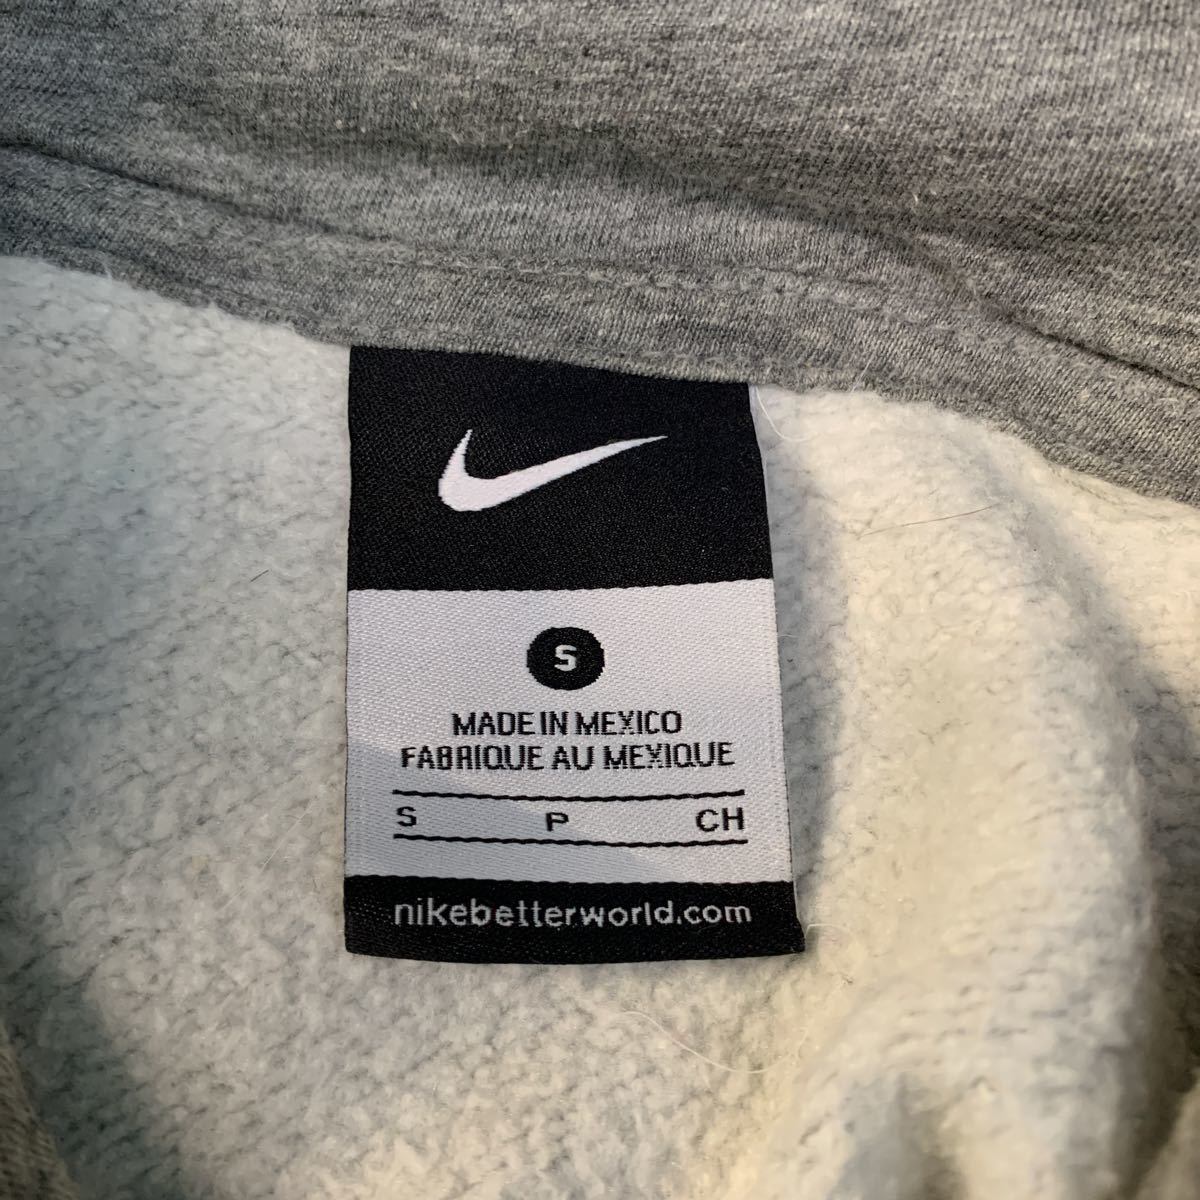 S
MADE IN MEXICO
FABRIQUE AU MEXIQUE
S P CH
nikebetterworld.com